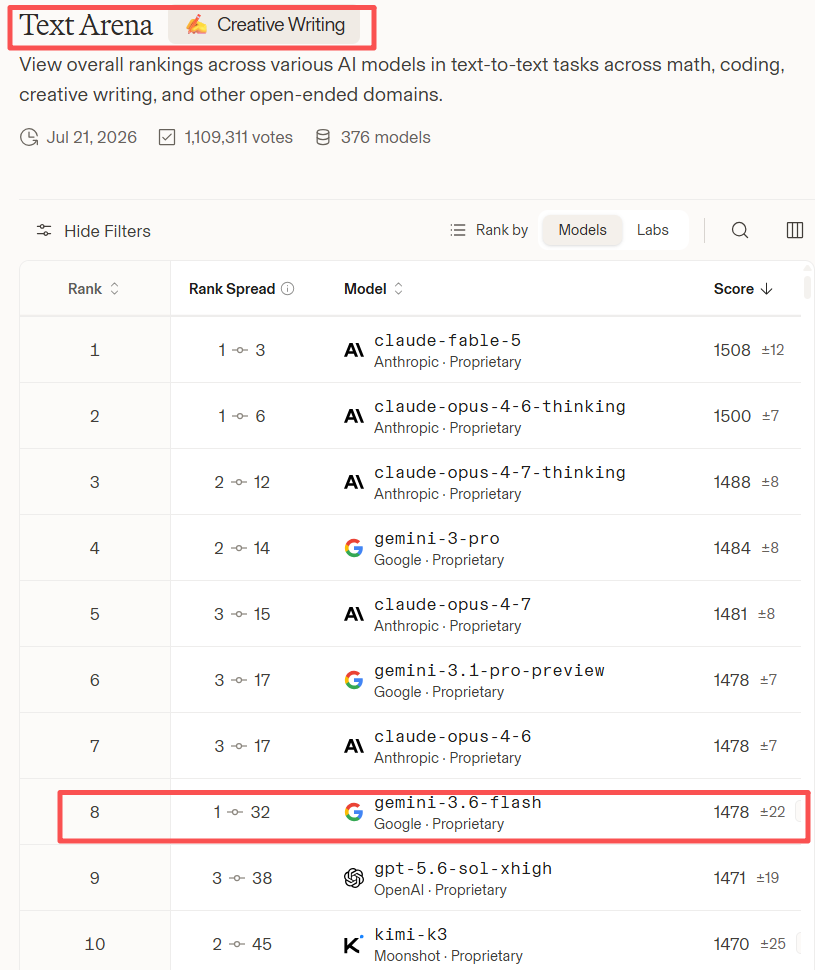 Text Arena ✍️ Creative Writing
View overall rankings across various AI models in text-to-text tasks across math, coding,
creative writing, and other open-ended domains.
Jul 21, 2026 1,109,311 votes 376 models
Hide Filters Rank by Models Labs
Rank Rank Spread Model Score
1 1 3 claude-fable-5 1508 ±12
Anthropic · Proprietary
2 1 6 claude-opus-4-6-thinking 1500 ±7
Anthropic · Proprietary
3 2 12 claude-opus-4-7-thinking 1488 ±8
Anthropic · Proprietary
4 2 14 gemini-3-pro 1484 ±8
Google · Proprietary
5 3 15 claude-opus-4-7 1481 ±8
Anthropic · Proprietary
6 3 17 gemini-3.1-pro-preview 1478 ±7
Google · Proprietary
7 3 17 claude-opus-4-6 1478 ±7
Anthropic · Proprietary
8 1 32 gemini-3.6-flash 1478 ±22
Google · Proprietary
9 3 38 gpt-5.6-sol-xhigh 1471 ±19
OpenAI · Proprietary
10 2 45 kimi-k3 1470 ±25
Moonshot · Proprietary